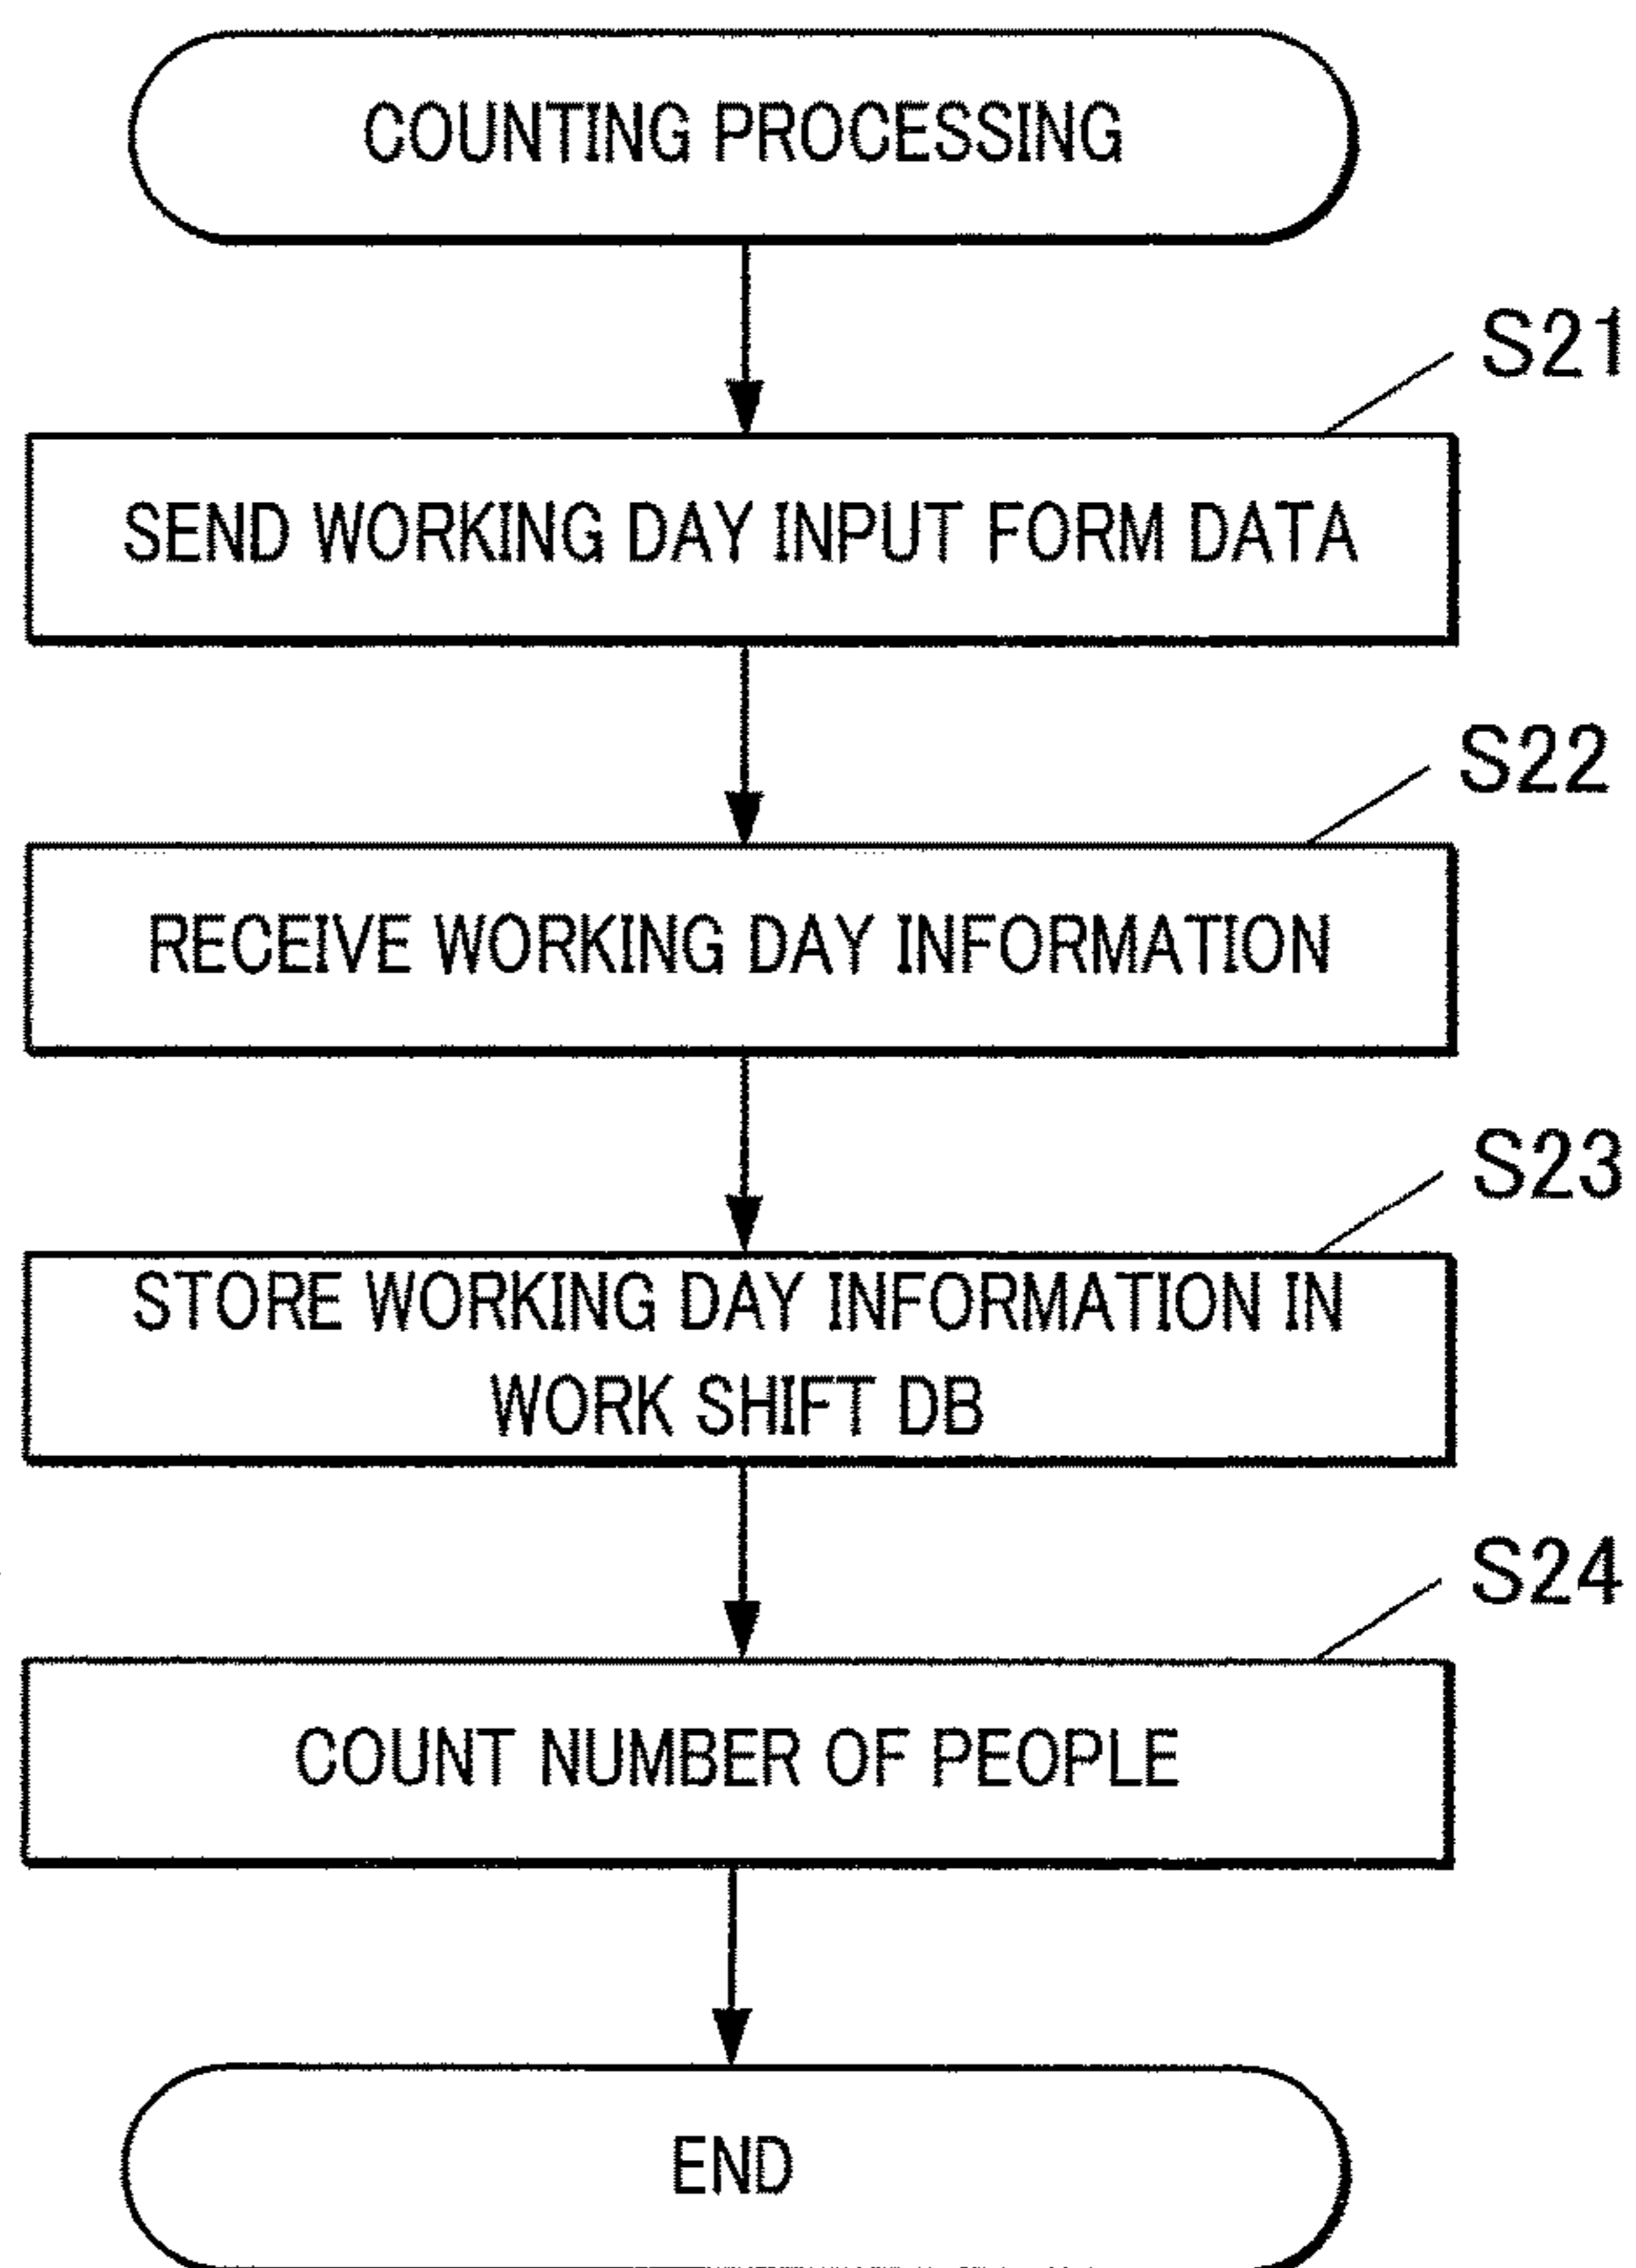 COUNTING PROCESSING
S21
SEND WORKING DAY INPUT FORM DATA
S22
RECEIVE WORKING DAY INFORMATION
S23
STORE WORKING DAY INFORMATION IN
WORK SHIFT DB
S24
COUNT NUMBER OF PEOPLE
END